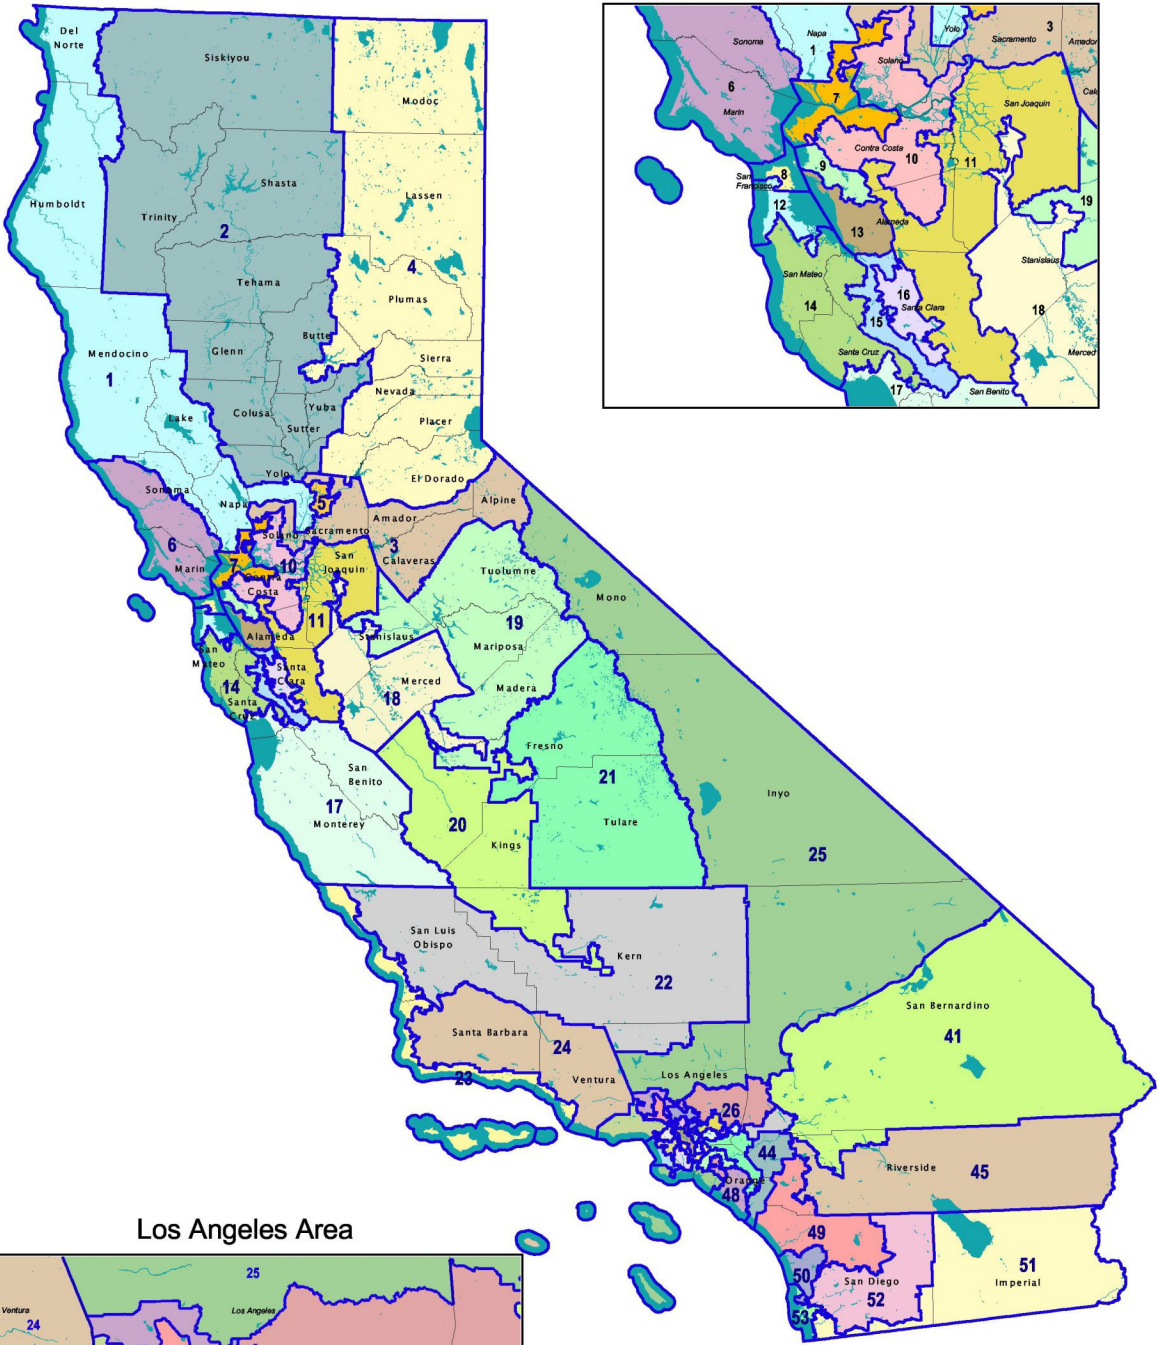 Del
Norte
Siskiyou
Modoc
Humboldt
Trinity
Shasta
Lassen
2
4
Tehama
Plumas
Mendocino
1
Glenn
Butte
Sierra
Lake
Colusa
Sutter
Yuba
Nevada
Placer
Yolo
El Dorado
Sonoma
Napa
5
Alpine
Solano
Sacramento
Amador
3
Calaveras
6
Marin
7
10
San
Joaquin
Contra
Costa
Tuolumne
Mono
11
19
Alameda
Stanislaus
Mariposa
San
Mateo
Santa
Clara
Merced
Madera
14
18
Santa
Cruz
Fresno
San
Benito
21
Inyo
17
Monterey
20
Tulare
Kings
25
San Luis
Obispo
Kern
22
San Bernardino
41
Santa Barbara
24
23
Ventura
Los Angeles
26
44
Orange
48
Riverside
45
49
50
San Diego
52
51
Imperial
53
Napa
Yolo
3
Sonoma
1
Sacramento
Amador
Solano
6
7
Marin
San Joaquin
Contra Costa
9
10
11
San
Francisco
8
12
13
Alameda
19
San Mateo
14
16
Santa Clara
15
Stanislaus
18
Santa Cruz
17
San Benito
Merced
Los Angeles Area
25
Ventura
24
Los Angeles